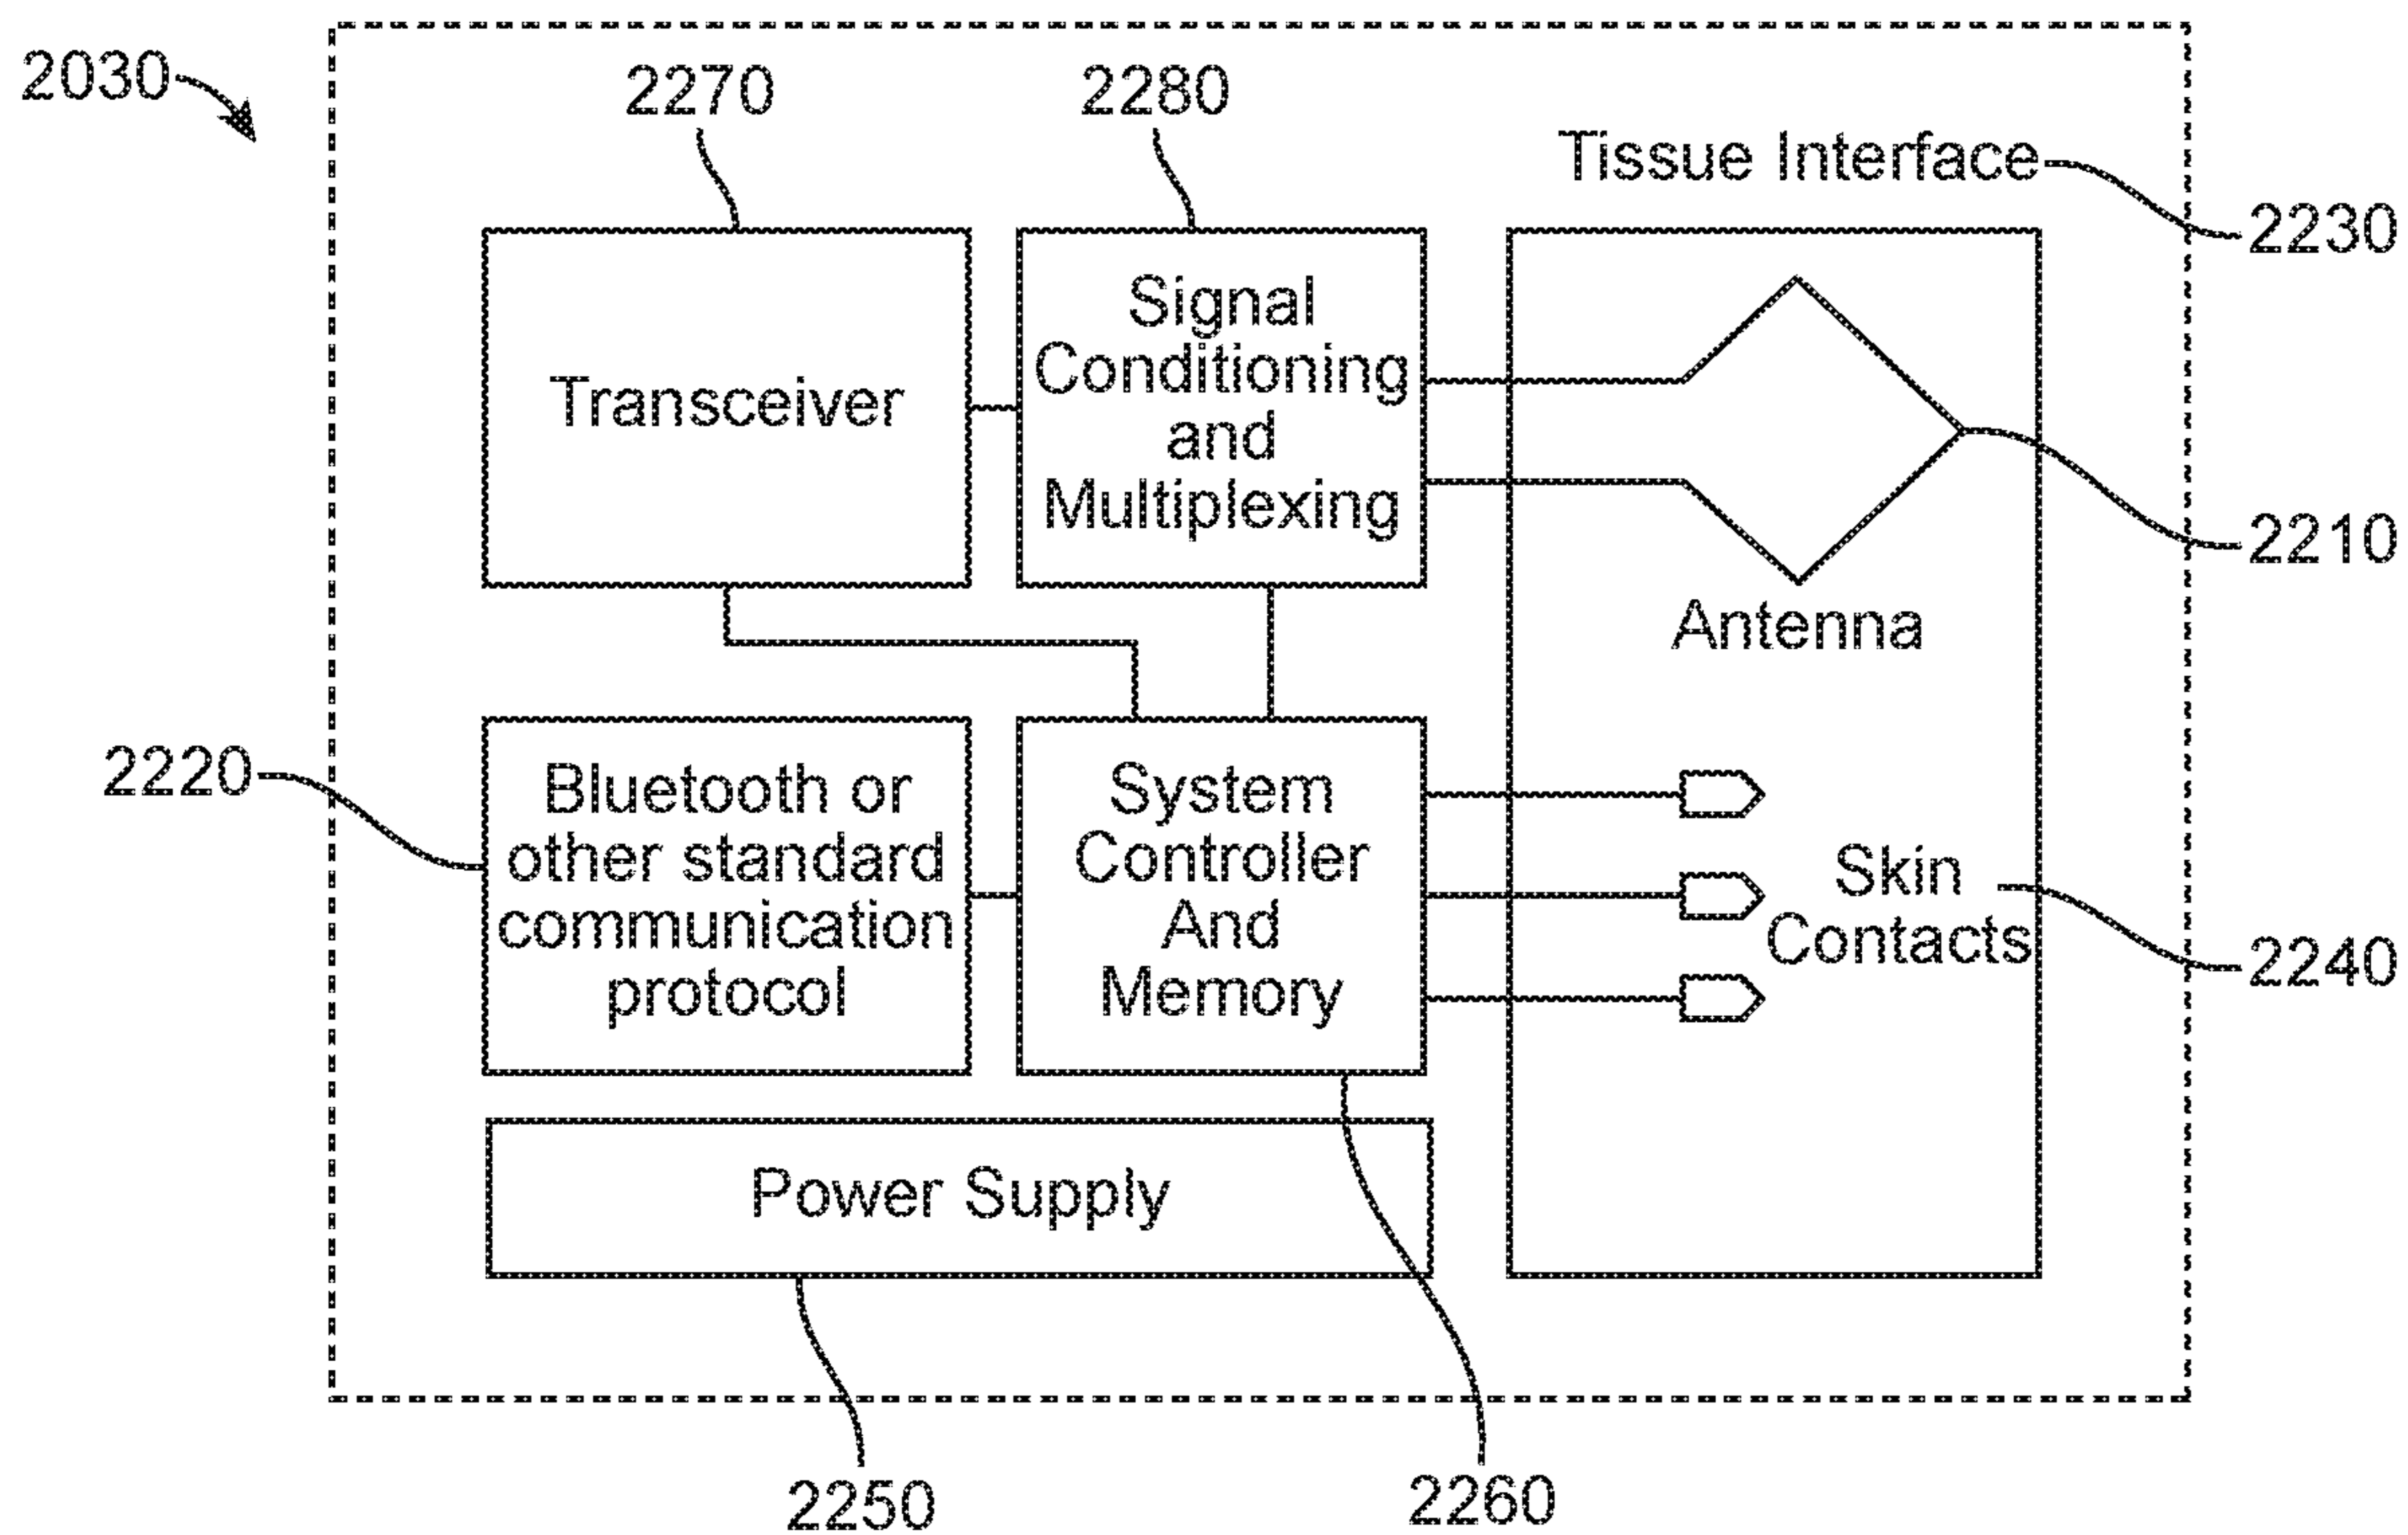 2030
2270
2280
Tissue Interface
2230
Transceiver
Signal
Conditioning
and
Multiplexing
2210
Antenna
2220
Bluetooth or
other standard
communication
protocol
System
Controller
And
Memory
Skin
Contacts
2240
Power Supply
2250
2260